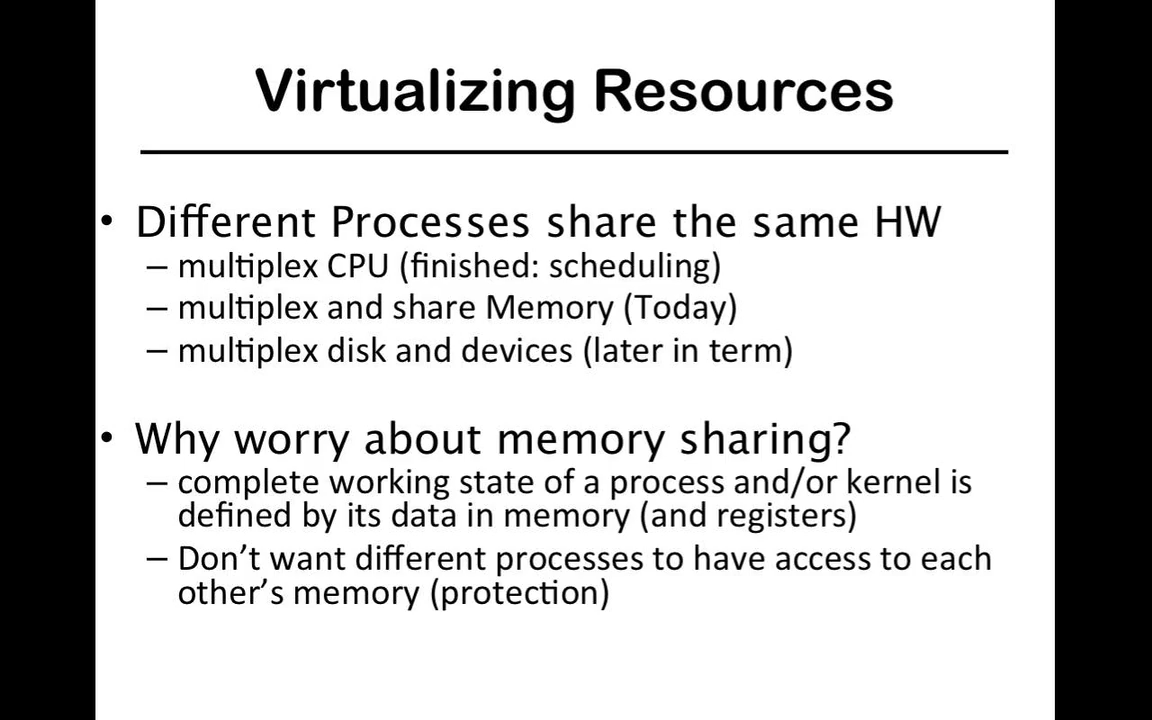 Virtualizing Resources
• Different Processes share the same HW
– multiplex CPU (finished: scheduling)
– multiplex and share Memory (Today)
– multiplex disk and devices (later in term)
• Why worry about memory sharing?
– complete working state of a process and/or kernel is
defined by its data in memory (and registers)
– Don’t want different processes to have access to each
other’s memory (protection)